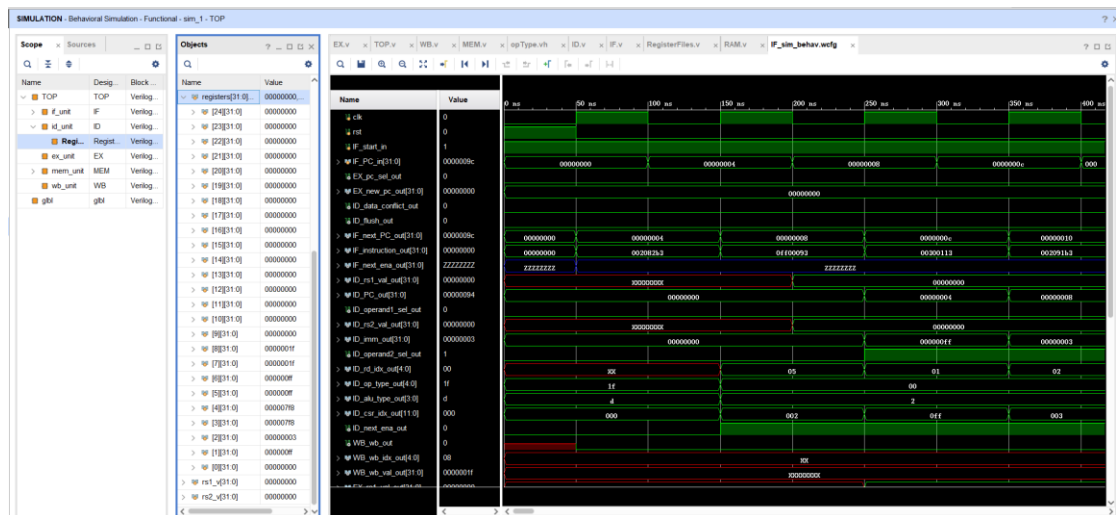 SIMULATION - Behavioral Simulation - Functional - sim_1 - TOP
Scope × Sources
Name Desig... Block ...
TOP TOP Verilog...
if_unit IF Verilog...
id_unit ID Verilog...
Regi... Regist... Verilog...
ex_unit EX Verilog...
mem_unit MEM Verilog...
wb_unit WB Verilog...
glbl glbl Verilog...
Objects
Name Value
registers[31:0]... 00000000,...
[24][31:0] 00000000
[23][31:0] 00000000
[22][31:0] 00000000
[21][31:0] 00000000
[20][31:0] 00000000
[19][31:0] 00000000
[18][31:0] 00000000
[17][31:0] 00000000
[16][31:0] 00000000
[15][31:0] 00000000
[14][31:0] 00000000
[13][31:0] 00000000
[12][31:0] 00000000
[11][31:0] 00000000
[10][31:0] 00000000
[9][31:0] 00000000
[8][31:0] 0000001f
[7][31:0] 0000001f
[6][31:0] 000000ff
[5][31:0] 000000ff
[4][31:0] 000007f8
[3][31:0] 000007f8
[2][31:0] 00000003
[1][31:0] 000000ff
[0][31:0] 00000000
rs1_v[31:0] 00000000
rs2_v[31:0] 00000000
EX.v × TOP.v × WB.v × MEM.v × opType.vh × ID.v × IF.v × RegisterFiles.v × RAM.v × IF_sim_behav.wcfg ×
Name Value 0 ns 50 ns 100 ns 150 ns 200 ns 250 ns 300 ns 350 ns 400 ns
clk 0
rst 0
IF_start_in 1
IF_PC_in[31:0] 0000009c 00000000 00000004 00000008 0000000c 000
EX_pc_sel_out 0
EX_new_pc_out[31:0] 00000000 00000000
ID_data_conflict_out 0
ID_flush_out 0
IF_next_PC_out[31:0] 0000009c 00000000 00000004 00000008 0000000c 00000010
IF_instruction_out[31:0] 00000000 00000000 002082b3 0ff00093 00300113 002091b3
IF_next_ena_out[31:0] ZZZZZZZZ ZZZZZZZZ ZZZZZZZZ
ID_rs1_val_out[31:0] 00000000 XXXXXXXX 00000000
ID_PC_out[31:0] 00000094 00000000 00000004 00000008
ID_operand1_sel_out 0
ID_rs2_val_out[31:0] 00000000 XXXXXXXX 00000000
ID_imm_out[31:0] 00000003 00000000 000000ff 00000003
ID_operand2_sel_out 1
ID_rd_idx_out[4:0] 00 XX 05 01 02
ID_op_type_out[4:0] 1f 1f 00
ID_alu_type_out[3:0] d d 2
ID_csr_idx_out[11:0] 000 000 002 0ff 003
ID_next_ena_out 0
WB_wb_out 0
WB_wb_idx_out[4:0] 08 XX
WB_wb_val_out[31:0] 0000001f XXXXXXXX